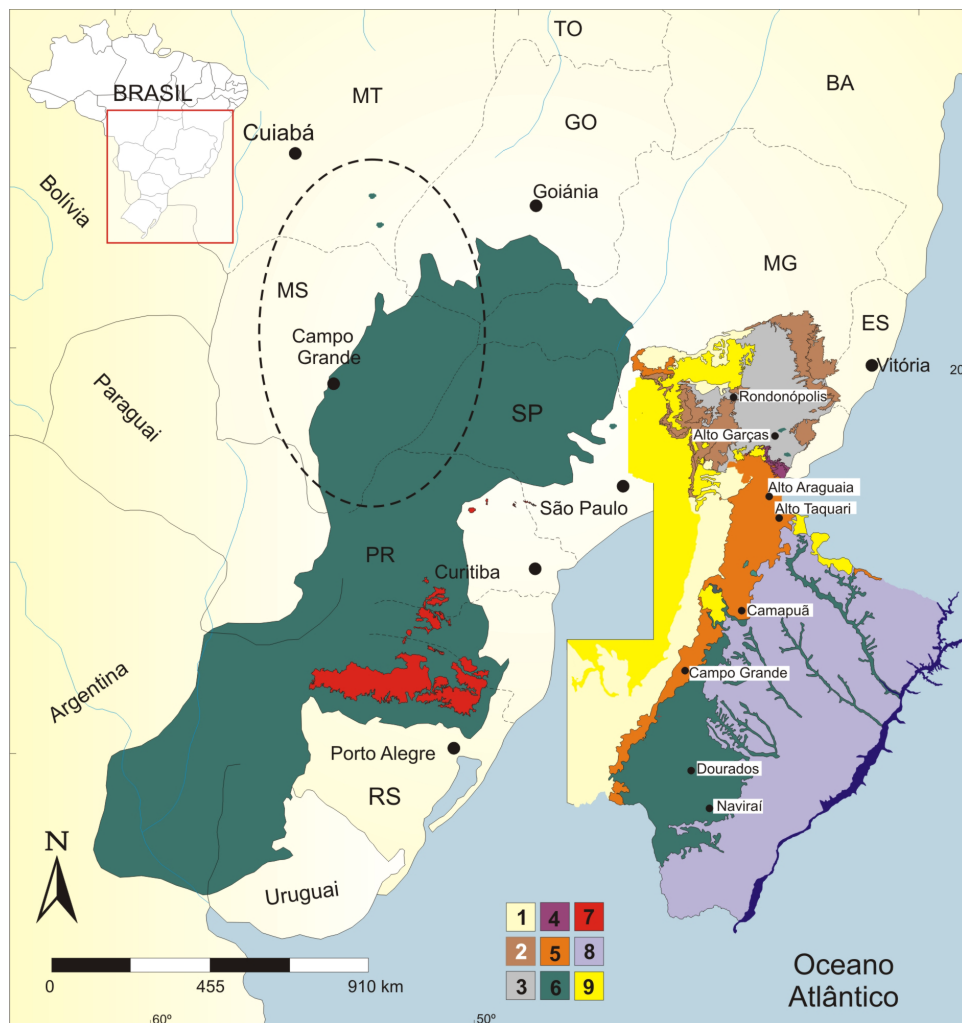 TO
BRASIL
MT
BA
GO
Cuiabá
Goiánia
Bolívia
MG
MS
ES
Campo
Grande
Vitória
20
Rondonópolis
Paraguai
SP
Alto Garças
São Paulo
Alto Araguaia
Alto Taquari
PR
Curitiba
Camapuã
Argentina
Campo Grande
Porto Alegre
Dourados
RS
Naviraí
N
Uruguai
1 4 7
2 5 8
3 6 9
0 455 910 km
Oceano
Atlântico
60º 50º